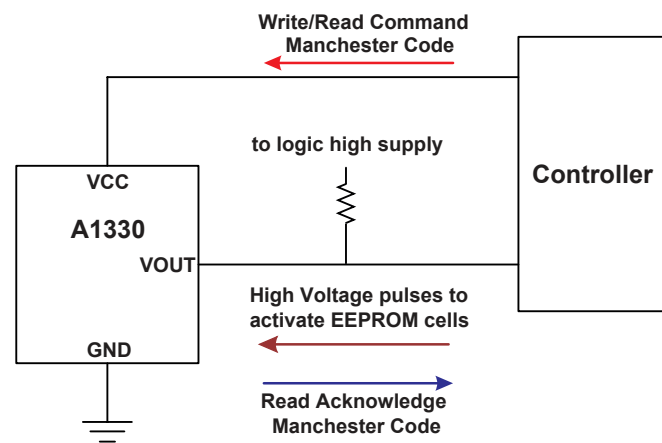 Write/Read Command
Manchester Code
to logic high supply
Controller
VCC
A1330
VOUT
High Voltage pulses to
activate EEPROM cells
GND
Read Acknowledge
Manchester Code